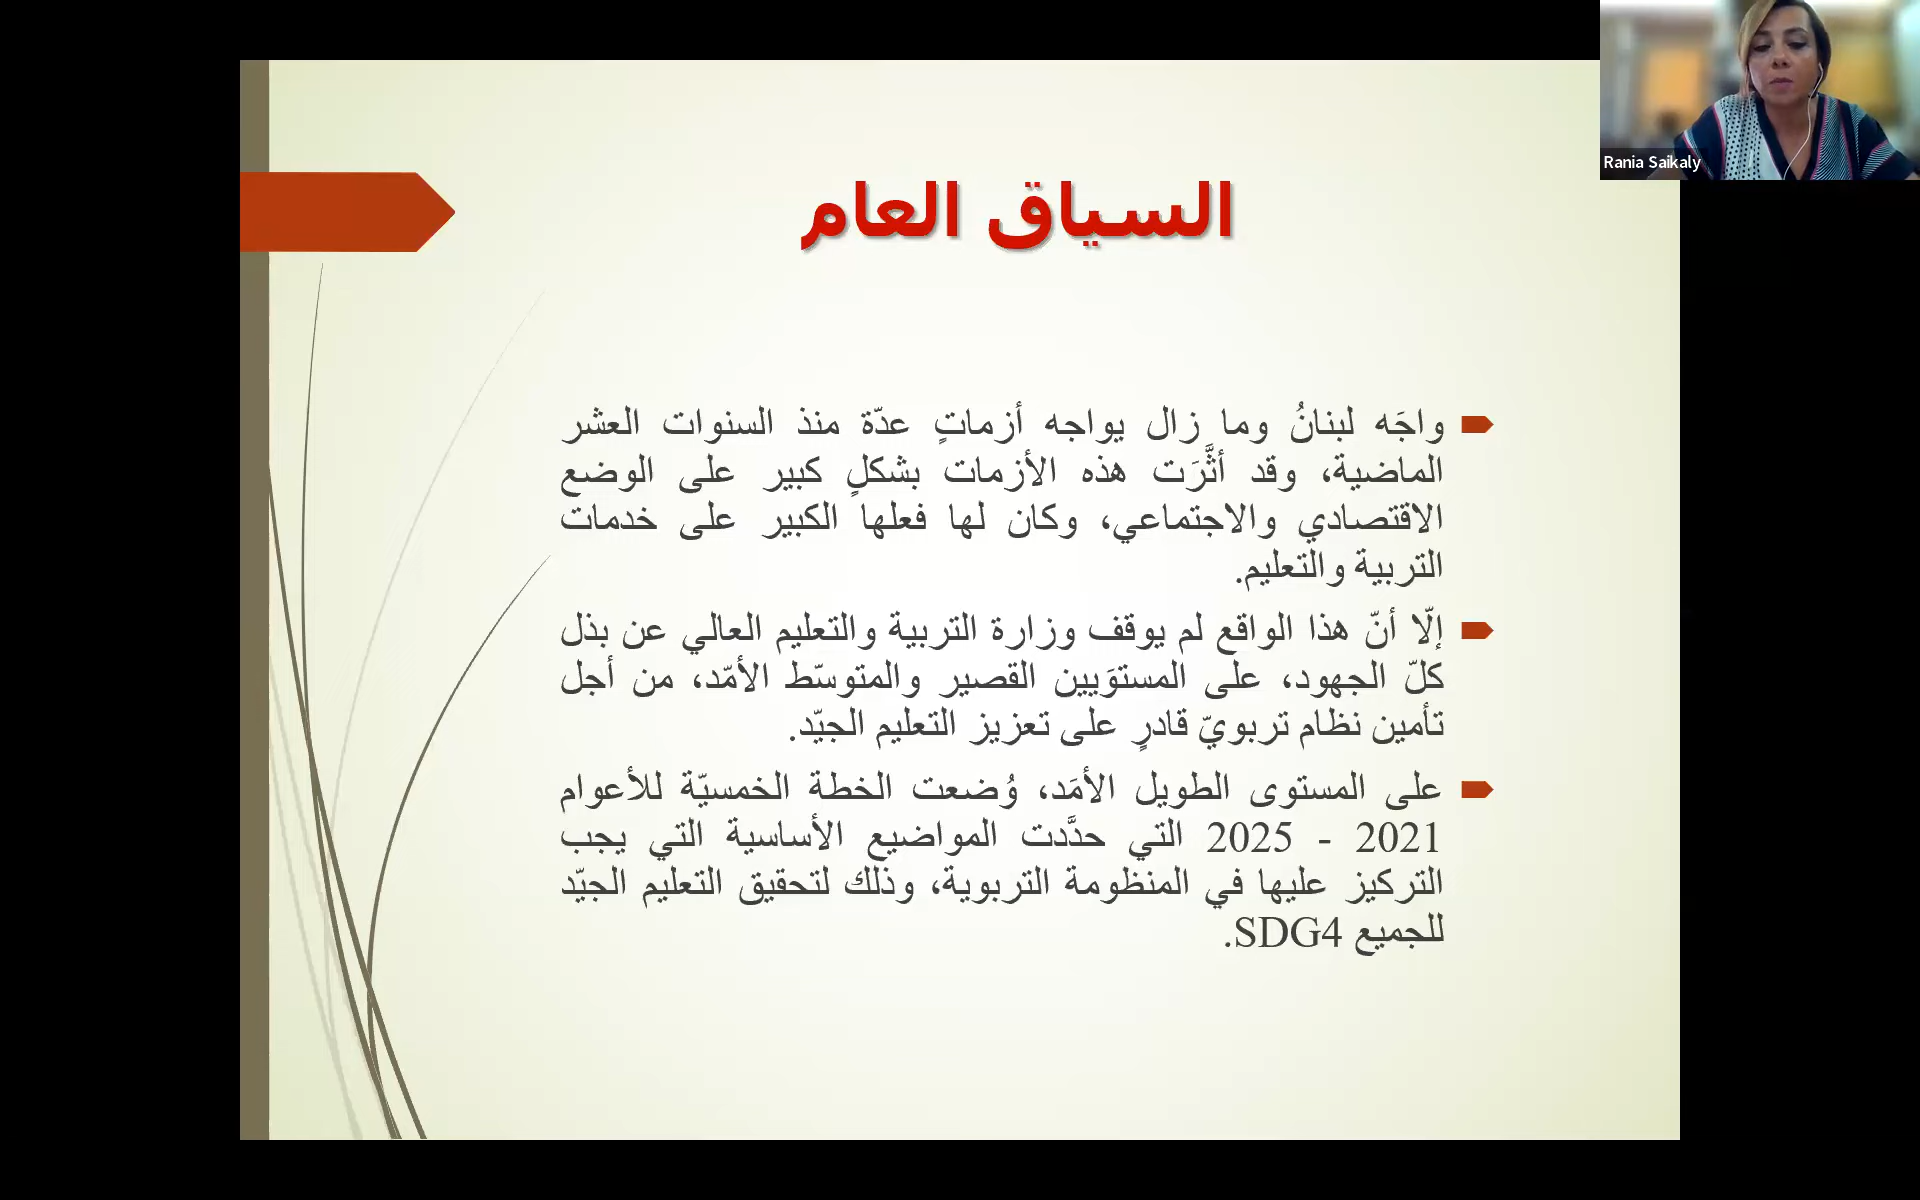 السياق العام
واجَه لبنانُ وما زال يواجه أزماتٍ عدّة منذ السنوات العشر
الماضية، وقد أثَّرَت هذه الأزمات بشكلٍ كبير على الوضع
الاقتصادي والاجتماعي، وكان لها فعلها الكبير على خدمات
التربية والتعليم.
إلّا أنّ هذا الواقع لم يوقف وزارة التربية والتعليم العالي عن بذل
كلّ الجهود، على المستوَيين القصير والمتوسّط الأمّد، من أجل
تأمين نظام تربويّ قادرٍ على تعزيز التعليم الجيّد.
على المستوى الطويل الأمَد، وُضعت الخطة الخمسيّة للأعوام
2021 - 2025 التي حدَّدت المواضيع الأساسية التي يجب
التركيز عليها في المنظومة التربوية، وذلك لتحقيق التعليم الجيّد
للجميع SDG4.
Rania Saikaly